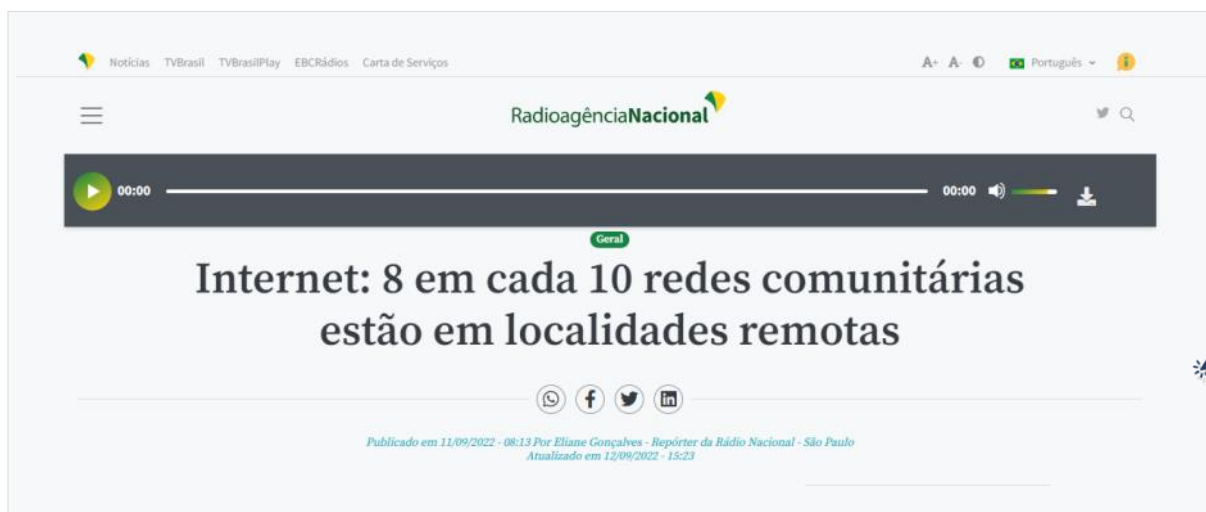 Notícias TVBrasil TVBrasilPlay EBCRádios Carta de Serviços A+ A- Português
RadioagênciaNacional
00:00 00:00
Geral
Internet: 8 em cada 10 redes comunitárias
estão em localidades remotas
Publicado em 11/09/2022 - 08:13 Por Eliane Gonçalves - Repórter da Rádio Nacional - São Paulo
Atualizado em 12/09/2022 - 15:23